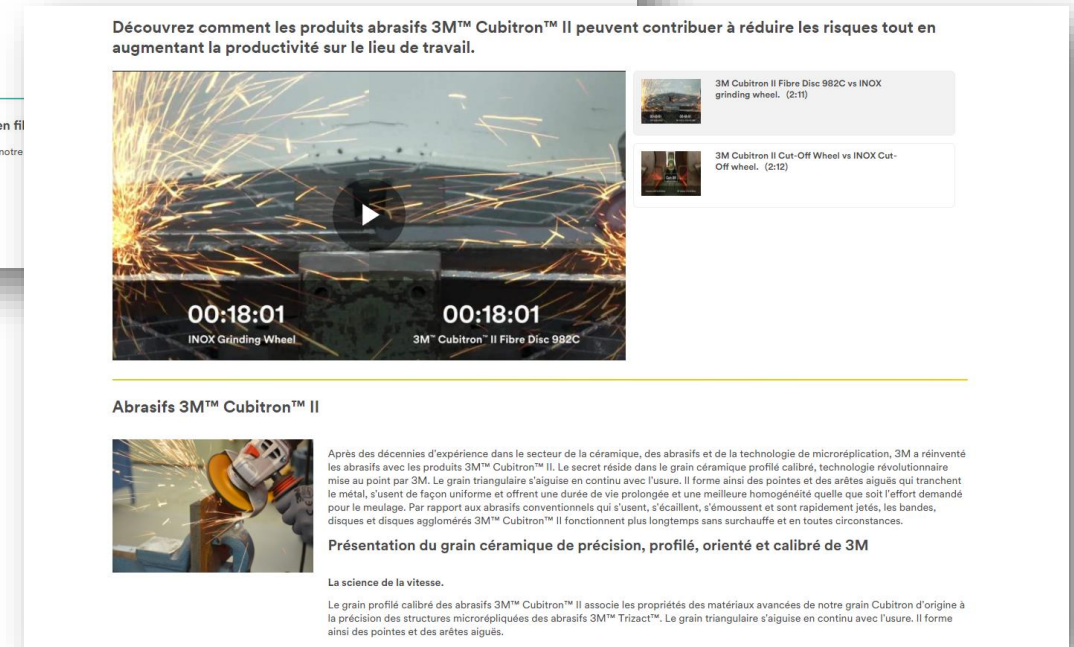 Découvrez comment les produits abrasifs 3M™ Cubitron™ II peuvent contribuer à réduire les risques tout en
augmentant la productivité sur le lieu de travail.
en fi
notre
3M Cubitron II Fibre Disc 982C vs INOX
grinding wheel. (2:11)
3M Cubitron II Cut-Off Wheel vs INOX Cut-
Off wheel. (2:12)
00:18:01
INOX Grinding Wheel
00:18:01
3M™ Cubitron™ II Fibre Disc 982C
Abrasifs 3M™ Cubitron™ II
Après des décennies d'expérience dans le secteur de la céramique, des abrasifs et de la technologie de microréplication, 3M a réinventé
les abrasifs avec les produits 3M™ Cubitron™ II. Le secret réside dans le grain céramique profilé calibré, technologie révolutionnaire
mise au point par 3M. Le grain triangulaire s'aiguise en continu avec l'usure. Il forme ainsi des pointes et des arêtes aiguës qui tranchent
le métal, s'usent de façon uniforme et offrent une durée de vie prolongée et une meilleure homogénéité quelle que soit l'effort demandé
pour le meulage. Par rapport aux abrasifs conventionnels qui s'usent, s'écaillent, s'émoussent et sont rapidement jetés, les bandes,
disques et disques agglomérés 3M™ Cubitron™ II fonctionnent plus longtemps sans surchauffe et en toutes circonstances.
Présentation du grain céramique de précision, profilé, orienté et calibré de 3M
La science de la vitesse.
Le grain profilé calibré des abrasifs 3M™ Cubitron™ II associe les propriétés des matériaux avancées de notre grain Cubitron d'origine à
la précision des structures microrépliquées des abrasifs 3M™ Trizact™. Le grain triangulaire s'aiguise en continu avec l'usure. Il forme
ainsi des pointes et des arêtes aiguës.